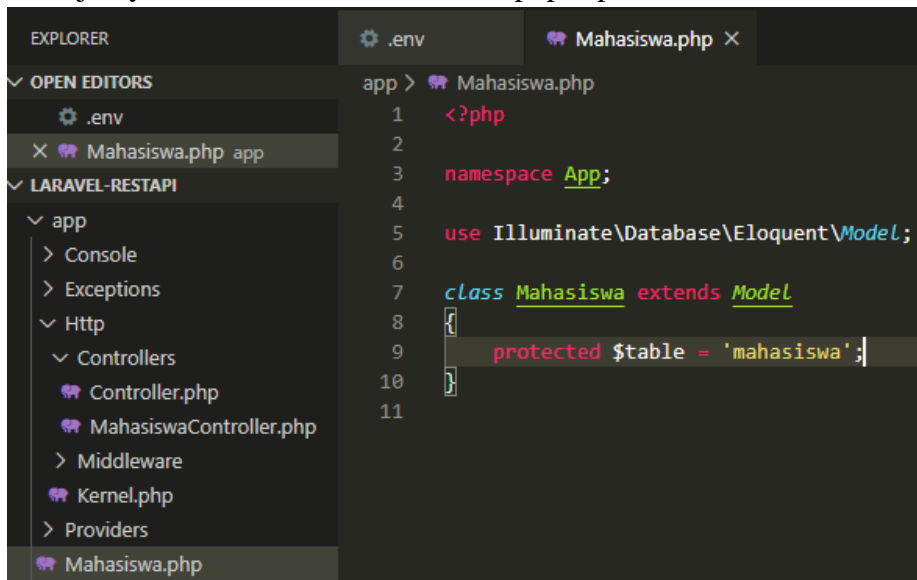 EXPLORER
OPEN EDITORS
.env
Mahasiswa.php app
LARAVEL-RESTAPI
app
Console
Exceptions
Http
Controllers
Controller.php
MahasiswaController.php
Middleware
Kernel.php
Providers
Mahasiswa.php
.env
Mahasiswa.php
app > Mahasiswa.php
1 <?php
2
3 namespace App;
4
5 use Illuminate\Database\Eloquent\Model;
6
7 class Mahasiswa extends Model
8 {
9 protected $table = 'mahasiswa';
10 }
11